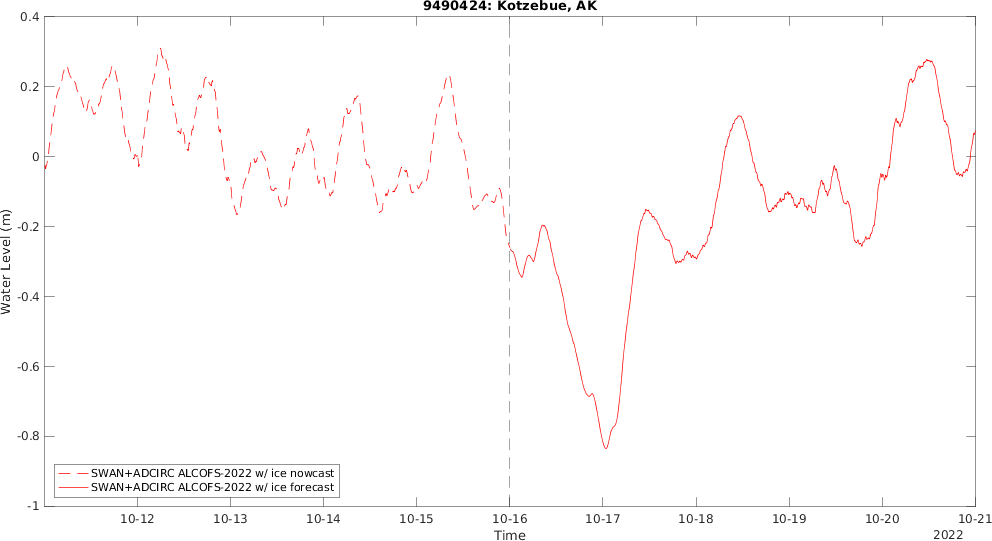 9490424: Kotzebue, AK
0.4
0.2
0
-0.2
-0.4
-0.6
-0.8
-1
Water Level (m)
SWAN+ADCIRC ALCOFS-2022 w/ ice nowcast
SWAN+ADCIRC ALCOFS-2022 w/ ice forecast
10-12 10-13 10-14 10-15 10-16 10-17 10-18 10-19 10-20 10-21
Time
2022